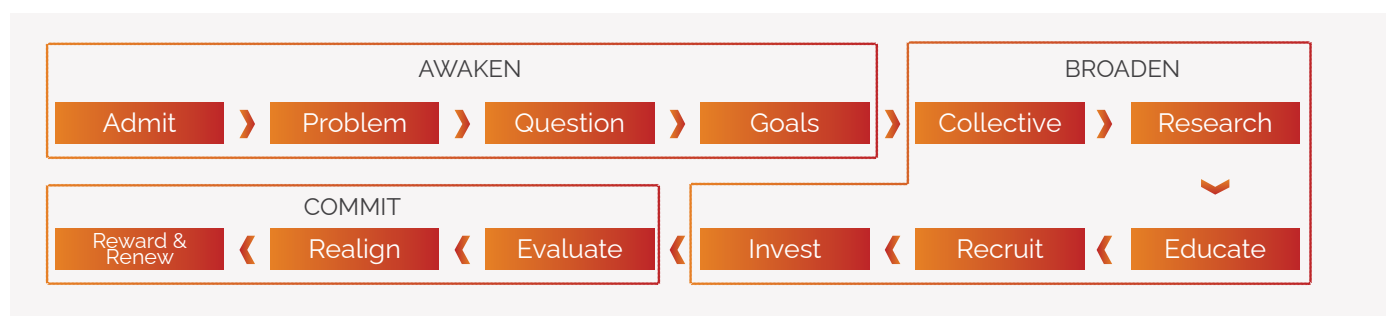 AWAKEN
Admit
Problem
Question
Goals
BROADEN
Collective
Research
Educate
Recruit
Invest
COMMIT
Evaluate
Realign
Reward &
Renew